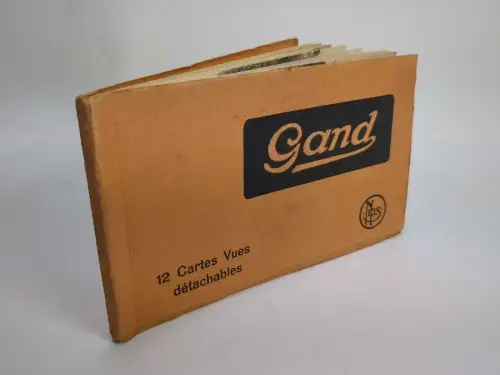 Gand
12 Cartes Vues
détachables